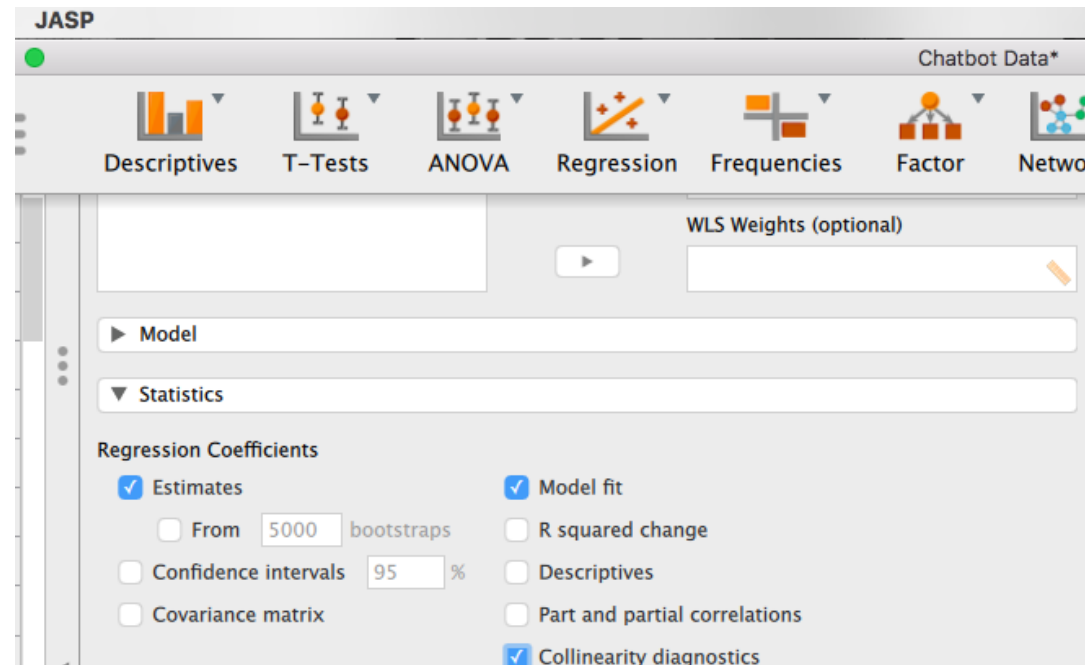 JASP
Chatbot Data*
Descriptives T-Tests ANOVA Regression Frequencies Factor Netwo
WLS Weights (optional)
Model
Statistics
Regression Coefficients
Estimates Model fit
From 5000 bootstraps R squared change
Confidence intervals 95 % Descriptives
Covariance matrix Part and partial correlations
Collinearity diagnostics